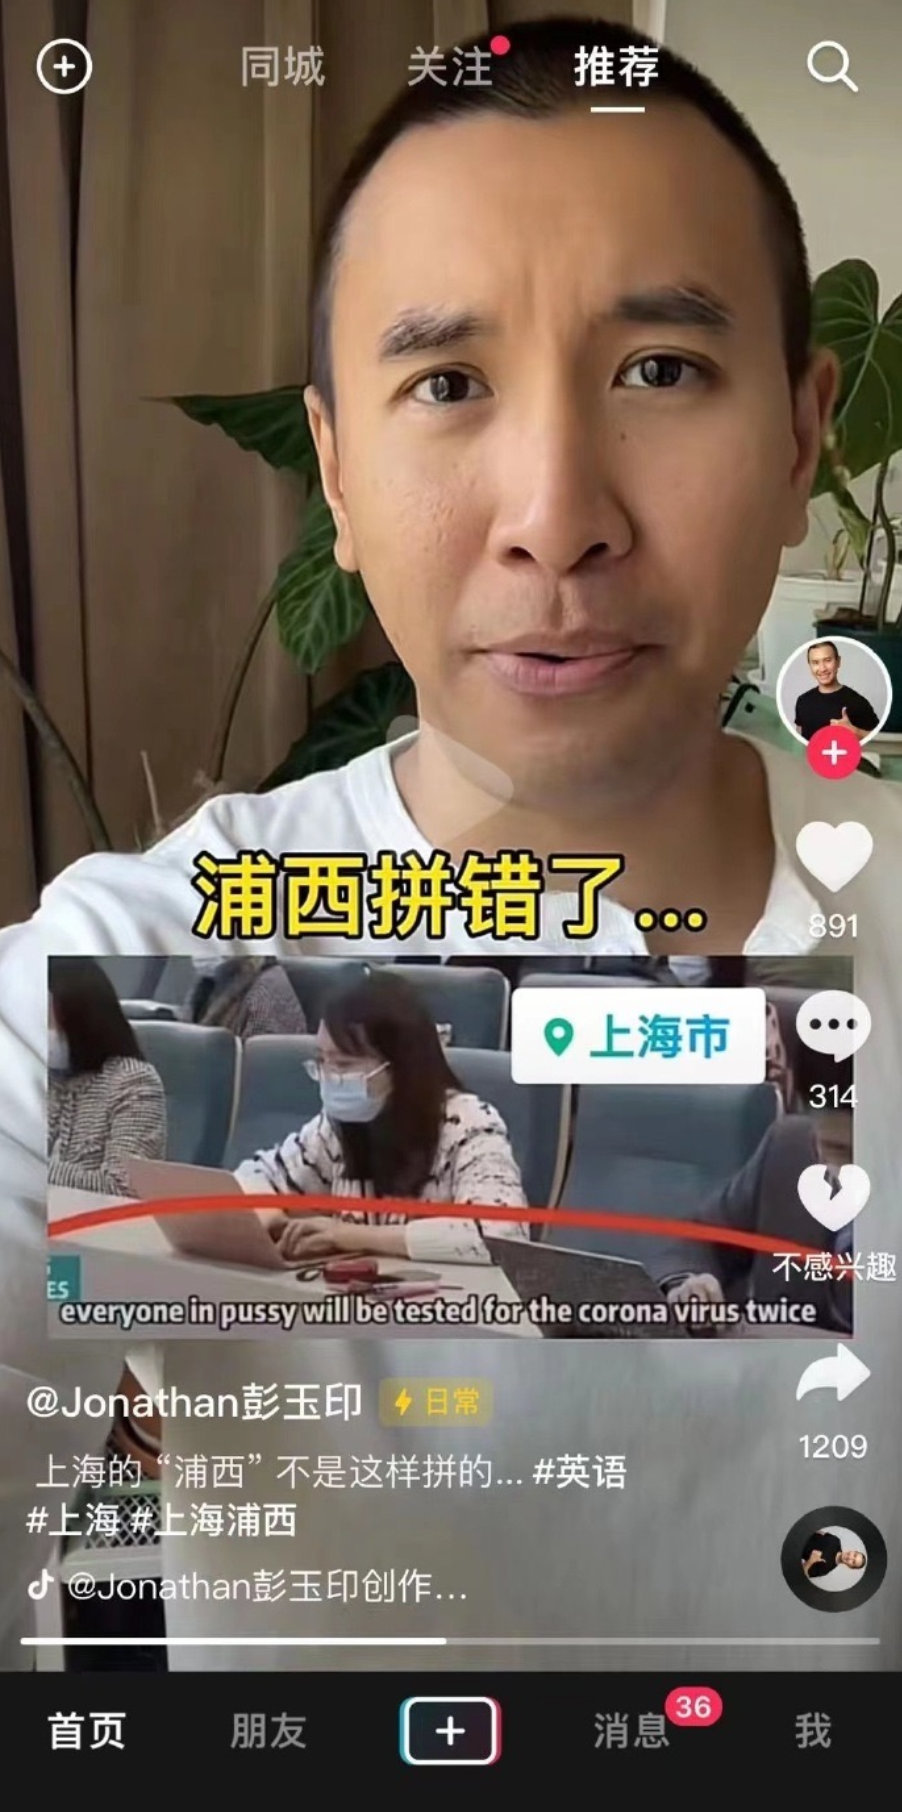 同城 关注 推荐
浦西拼错了...
891
上海市
314
不感兴趣
ES
everyone in pussy will be tested for the corona virus twice
@Jonathan彭玉印 日常
1209
上海的“浦西”不是这样拼的... #英语
#上海 #上海浦西
@Jonathan彭玉印创作...
首页 朋友 消息 36 我